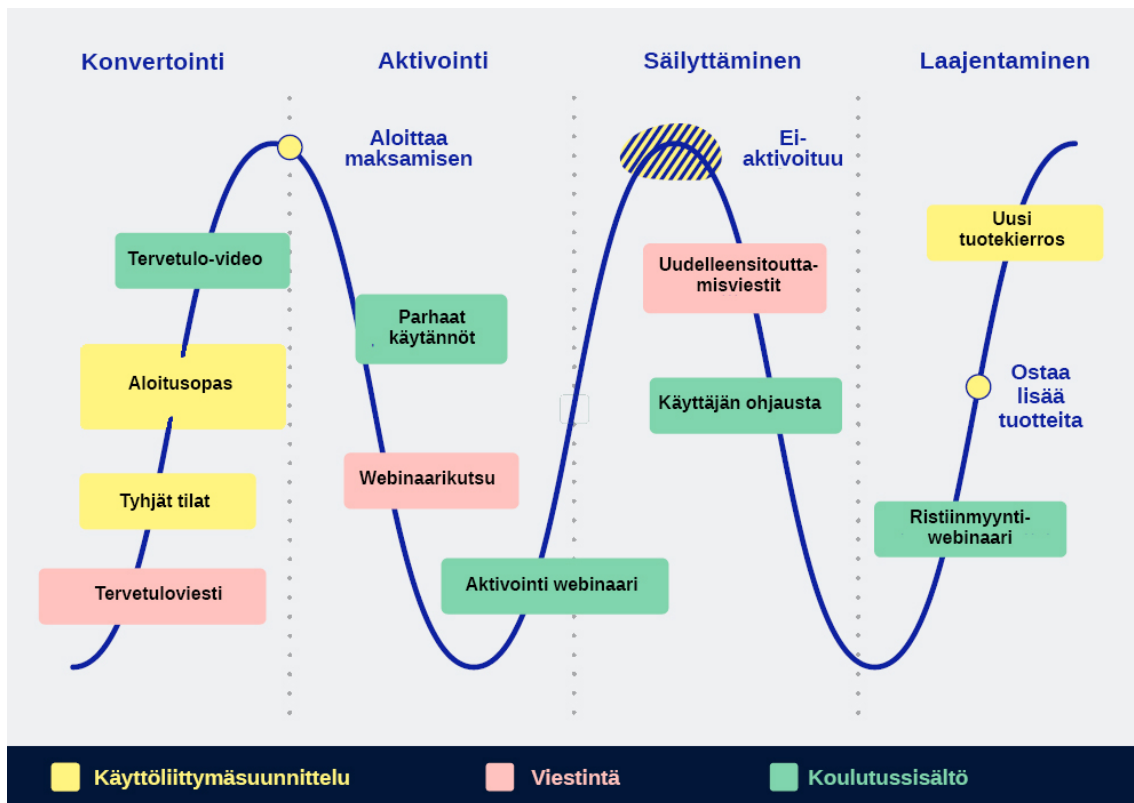 Konvertointi
Aktivointi
Säilyttäminen
Laajentaminen
Aloittaa
maksamisen
Ei-
aktivoituu
Uusi
tuotekierros
Tervetulo-video
Uudelleensitoutta-
misviestit
Parhaat
käytännöt
Aloitusopas
Käyttäjän ohjausta
Ostaa
lisää
tuotteita
Webinaarikutsu
Tyhjät tilat
Ristiinmyynti-
webinaari
Aktivointi webinaari
Tervetuloviesti
Käyttöliittymäsuunnittelu
Viestintä
Koulutussisältö